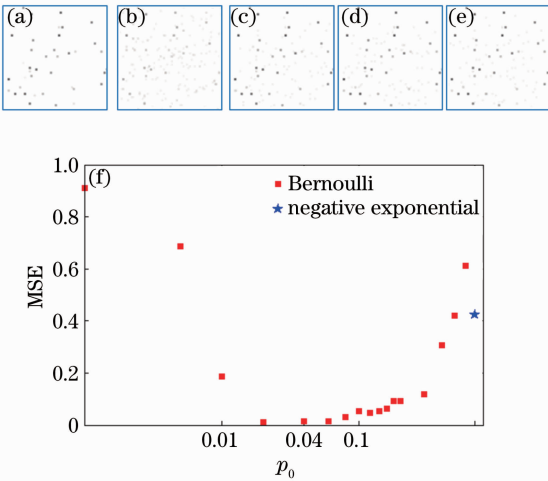 (a) (b) (c) (d) (e)
(f)
1.0
0.8
0.6
0.4
0.2
0
MSE
Bernoulli
negative exponential
0.01 0.04 0.1
p₀